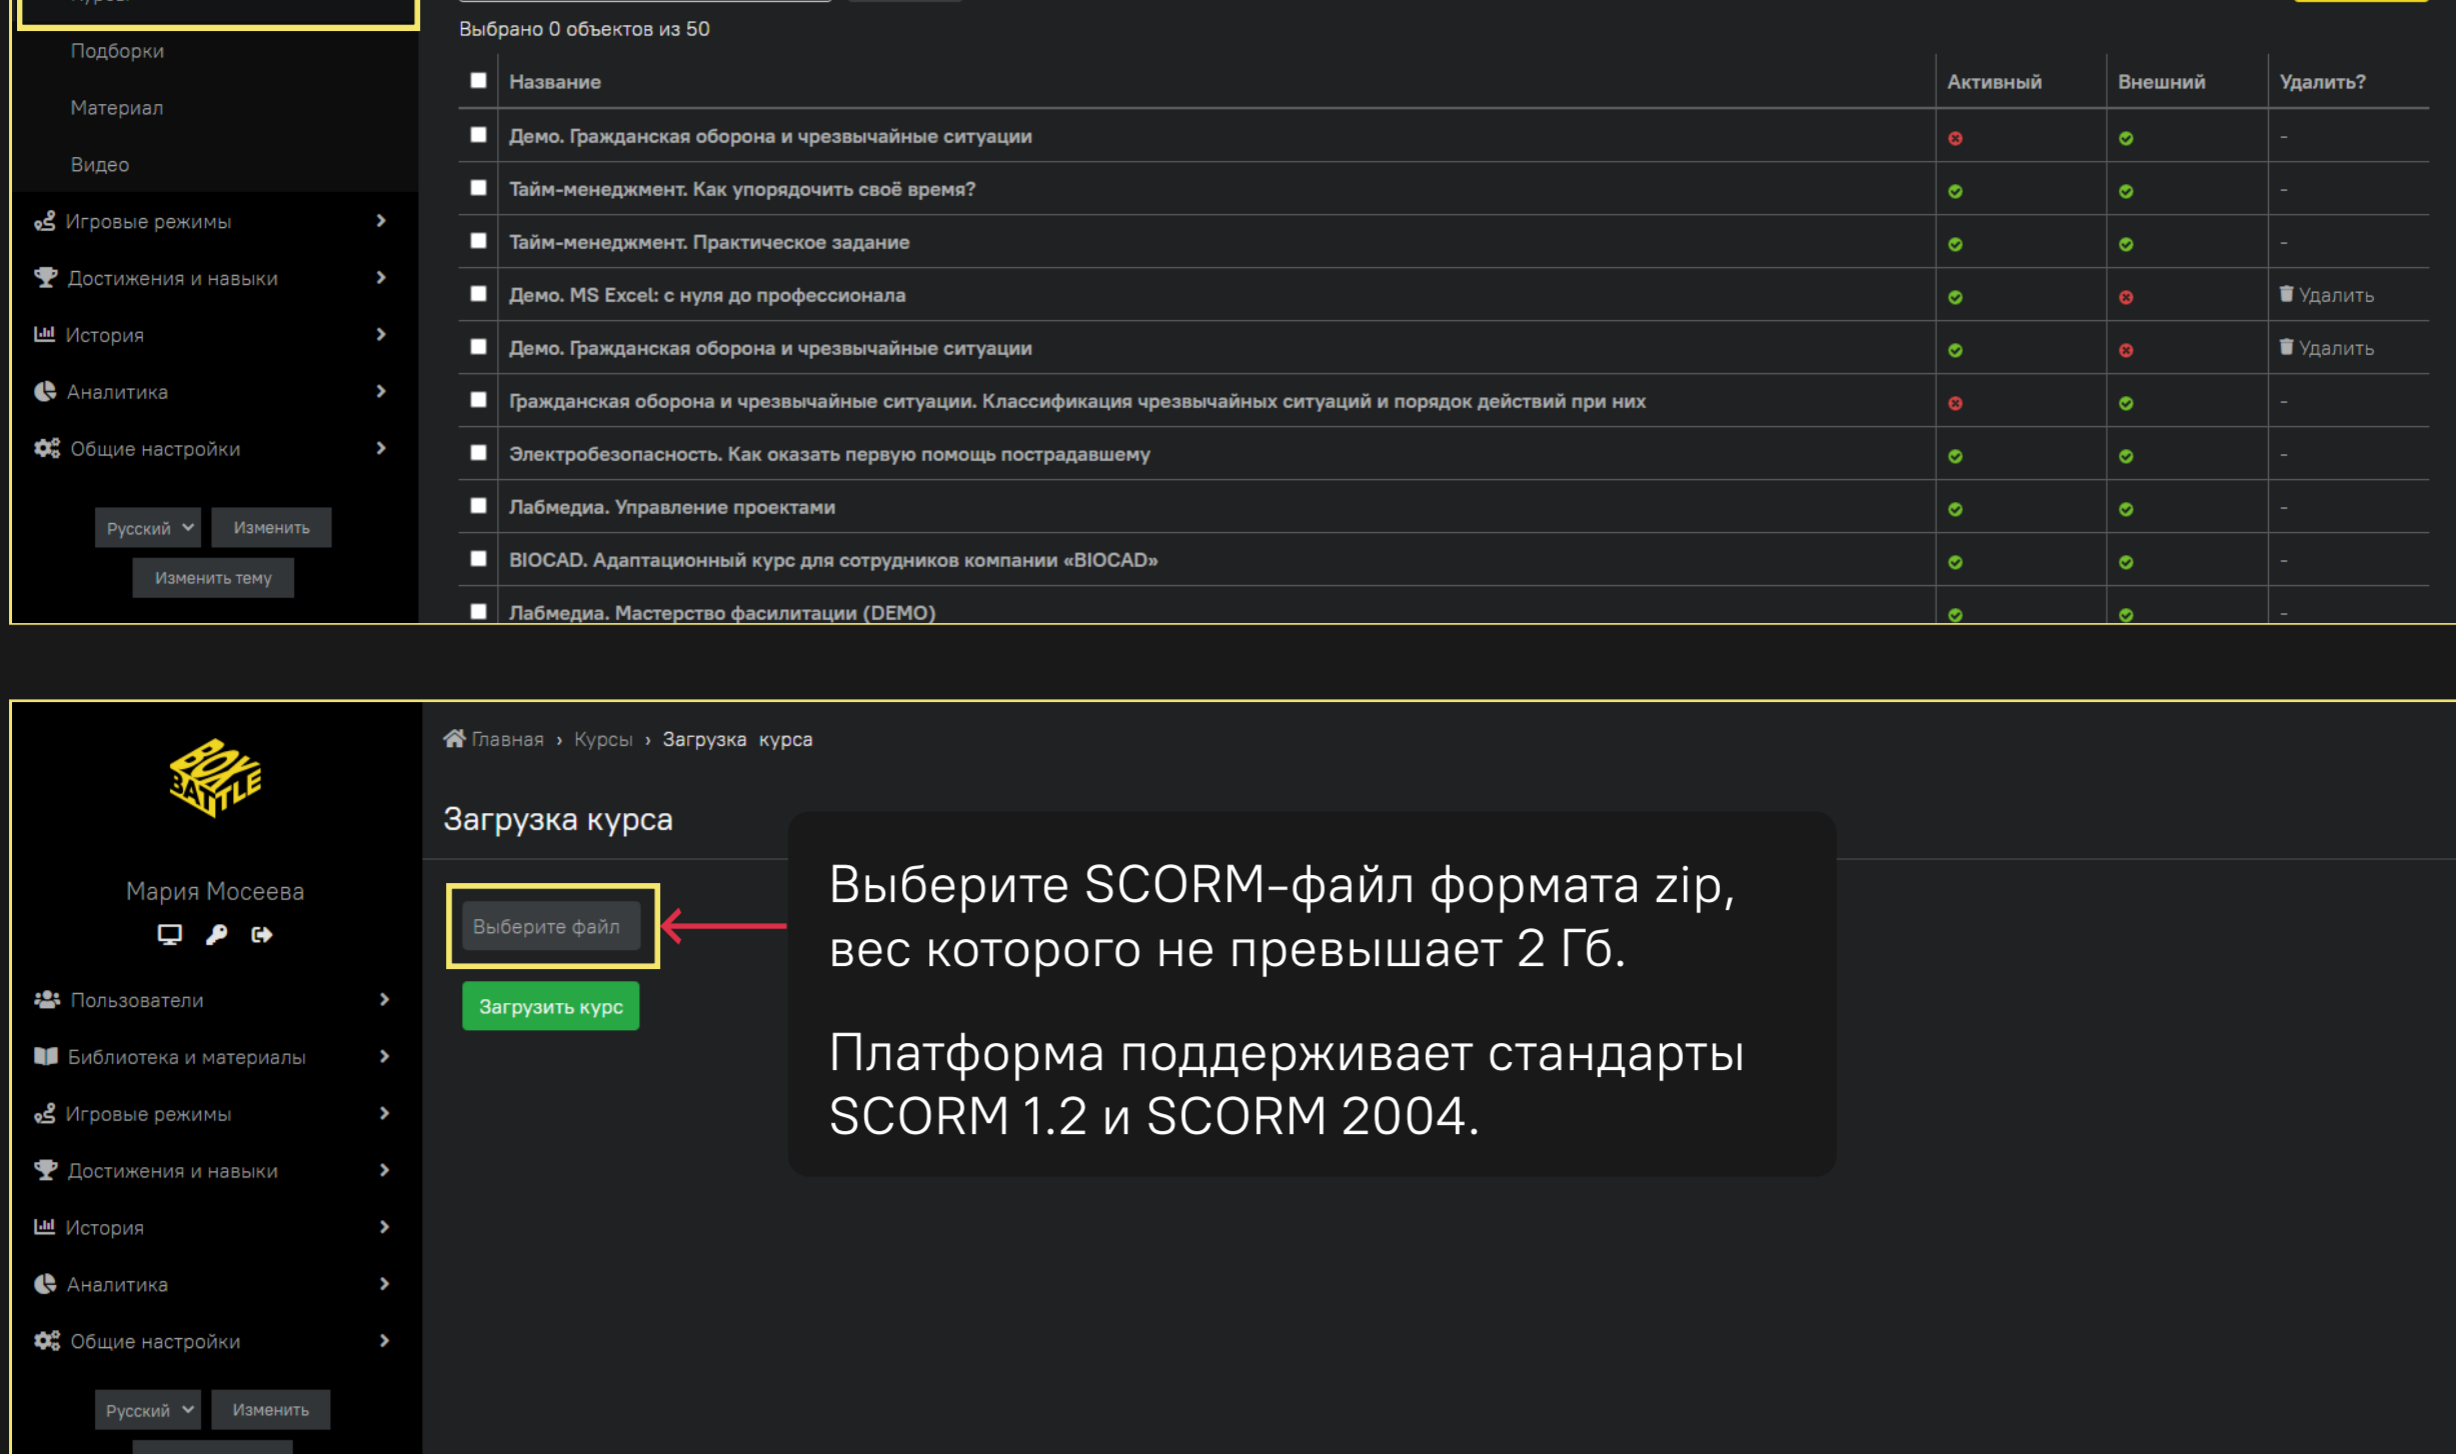 Выбрано 0 объектов из 50
Подборки
Материал
Видео
Игровые режимы
Достижения и навыки
История
Аналитика
Общие настройки
Русский
Изменить
Изменить тему
Название
Активный
Внешний
Удалить?
Демо. Гражданская оборона и чрезвычайные ситуации
-
Тайм-менеджмент. Как упорядочить своё время?
-
Тайм-менеджмент. Практическое задание
-
Демо. MS Excel: с нуля до профессионала
Удалить
Демо. Гражданская оборона и чрезвычайные ситуации
Удалить
Гражданская оборона и чрезвычайные ситуации. Классификация чрезвычайных ситуаций и порядок действий при них
-
Электробезопасность. Как оказать первую помощь пострадавшему
-
Лабмедиа. Управление проектами
-
BIOCAD. Адаптационный курс для сотрудников компании «BIOCAD»
-
Лабмедиа. Мастерство фасилитации (DEMO)
-
BOX
BATTLE
Мария Мосеева
Пользователи
Библиотека и материалы
Игровые режимы
Достижения и навыки
История
Аналитика
Общие настройки
Русский
Изменить
Главная › Курсы › Загрузка курса
Загрузка курса
Выберите файл
Загрузить курс
Выберите SCORM-файл формата zip,
вес которого не превышает 2 Гб.
Платформа поддерживает стандарты
SCORM 1.2 и SCORM 2004.